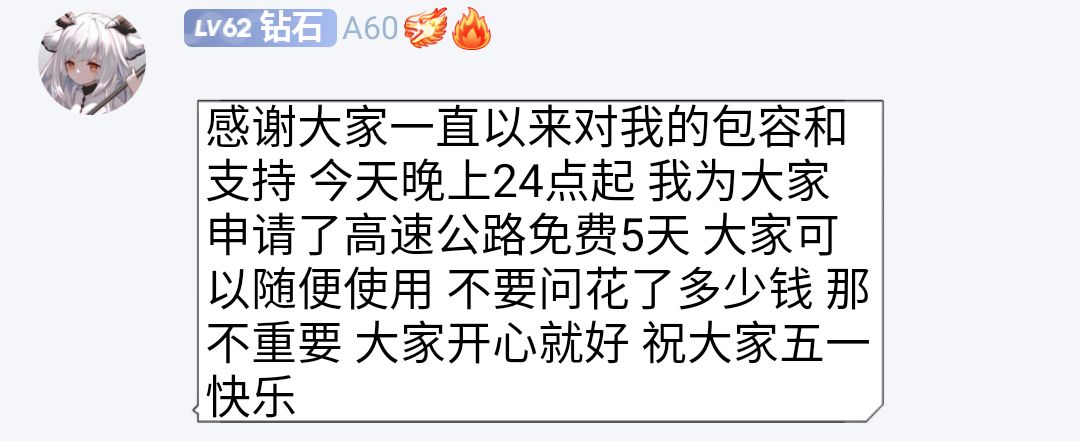 LV62 钻石 A60
感谢大家一直以来对我的包容和
支持 今天晚上24点起 我为大家
申请了高速公路免费5天 大家可
以随便使用 不要问花了多少钱 那
不重要 大家开心就好 祝大家五一
快乐